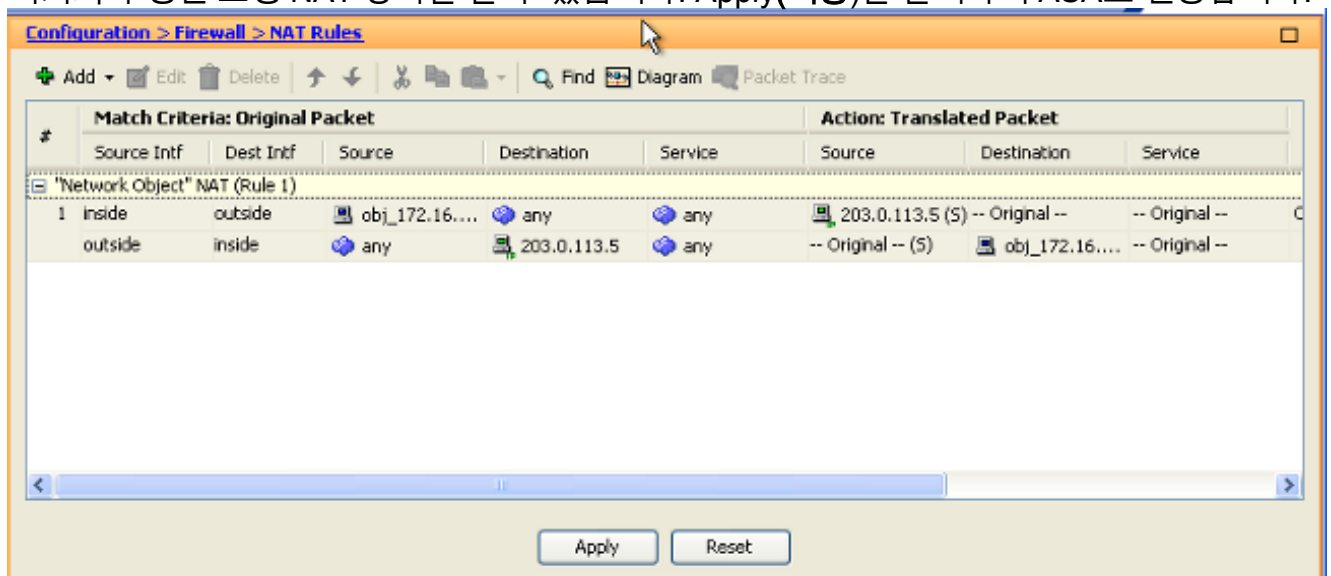 Configuration > Firewall > NAT Rules
Add Edit Delete Find Diagram Packet Trace
# Match Criteria: Original Packet Action: Translated Packet
Source Intf Dest Intf Source Destination Service Source Destination Service
"Network Object" NAT (Rule 1)
1 inside outside obj_172.16.... any any 203.0.113.5 (S) -- Original -- -- Original --
outside inside any 203.0.113.5 any -- Original -- (S) obj_172.16.... -- Original --
Apply Reset